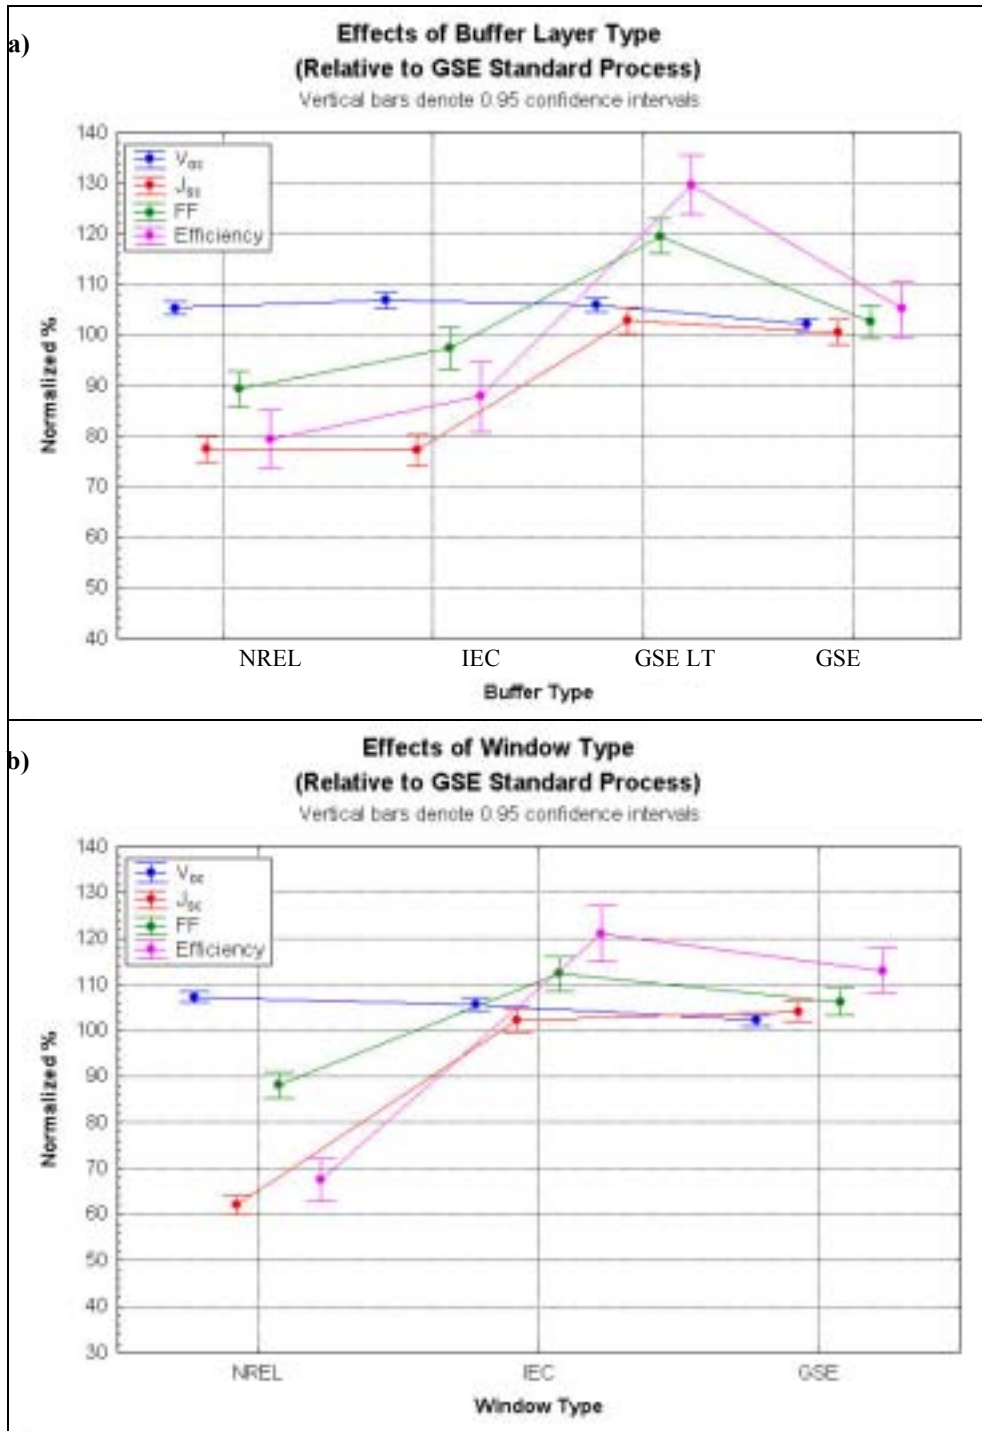 a)
Effects of Buffer Layer Type
(Relative to GSE Standard Process)
Vertical bars denote 0.95 confidence intervals
140
130
120
110
100
90
80
70
60
50
40
Normalized %
Voc
Jsc
FF
Efficiency
NREL IEC GSE LT GSE
Buffer Type
b)
Effects of Window Type
(Relative to GSE Standard Process)
Vertical bars denote 0.95 confidence intervals
140
130
120
110
100
90
80
70
60
50
40
30
Normalized %
Voc
Jsc
FF
Efficiency
NREL IEC GSE
Window Type